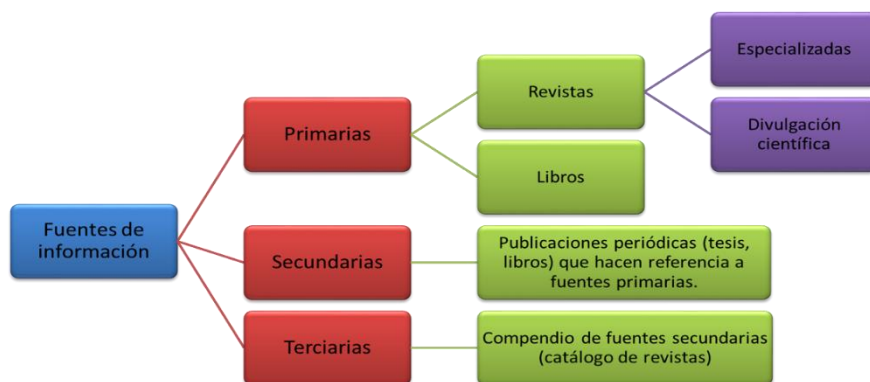 Fuentes de
información
Primarias
Revistas
Especializadas
Divulgación
científica
Libros
Secundarias
Publicaciones periódicas (tesis,
libros) que hacen referencia a
fuentes primarias.
Terciarias
Compendio de fuentes secundarias
(catálogo de revistas)